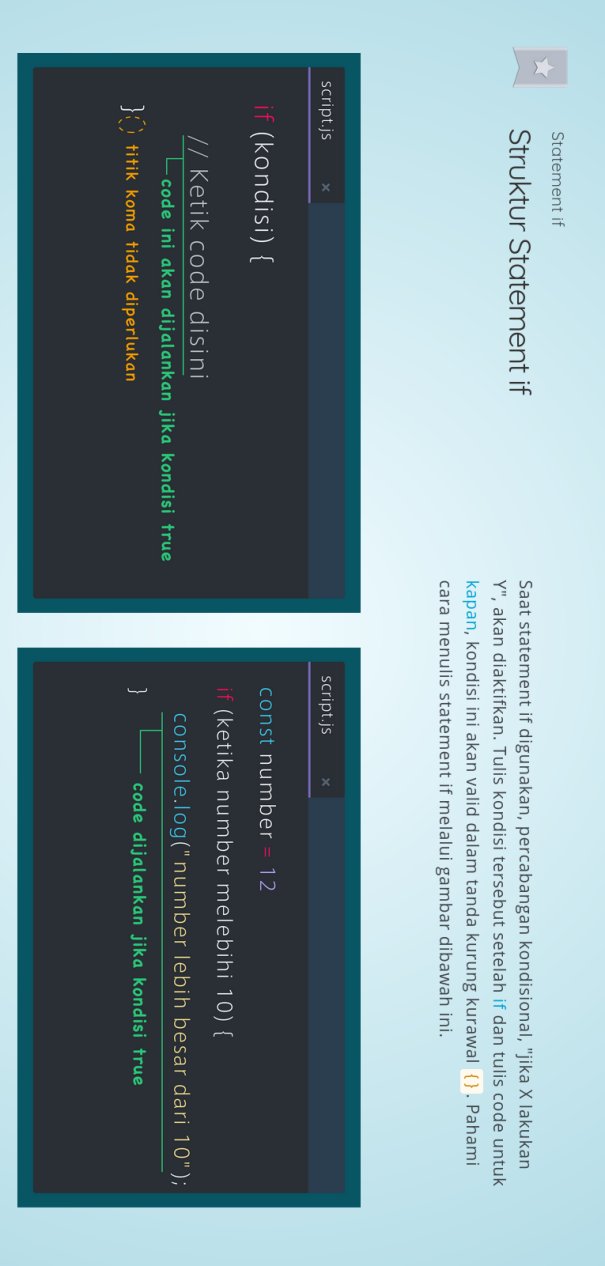 Statement if
Struktur Statement if
Saat statement if digunakan, percabangan kondisional, "jika X lakukan
Y", akan diaktifkan. Tulis kondisi tersebut setelah if dan tulis code untuk
kapan, kondisi ini akan valid dalam tanda kurung kurawal {}. Pahami
cara menulis statement if melalui gambar dibawah ini.
script.js ×
if (kondisi) {
// Ketik code disini
code ini akan dijalankan jika kondisi true
}
titik koma tidak diperlukan
script.js ×
const number = 12
if (ketika number melebihi 10) {
console.log("number lebih besar dari 10");
code dijalankan jika kondisi true
}